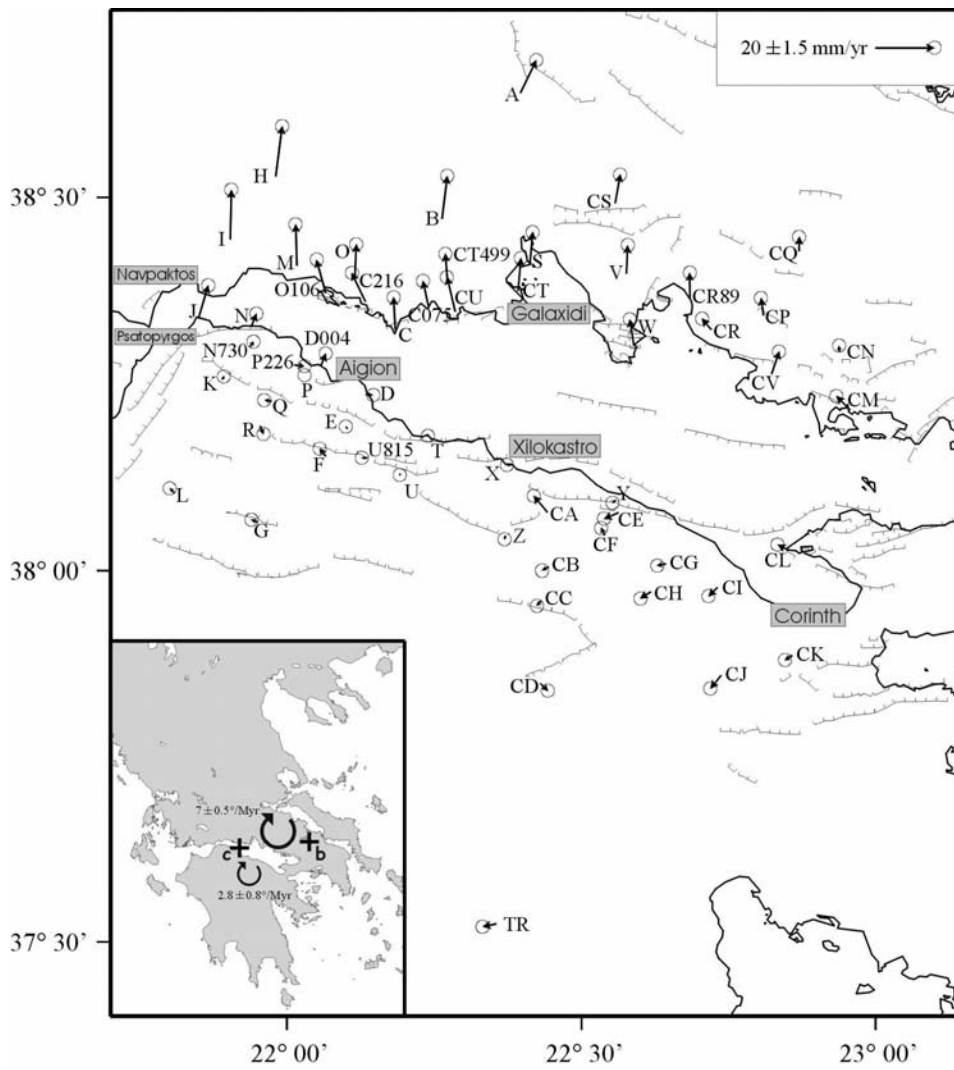 20 ±1.5 mm/yr
A
H
38° 30'
I
B
CS
M
O
CT499
S
V
CQ
Navpaktos
O100
C216
CU
CT
CR89
J
N
C
C073
Galaxidi
W
CR
CP
Psatopyrgos
N730
D004
P226
Aigion
CV
CN
K
P
Q
D
CM
R
E
F
U815
T
Xilokastro
X
L
U
CA
Y
G
Z
CE
CF
38° 00'
CB
CG
CL
CC
CH
CI
Corinth
CD
CJ
CK
7±0.5°/Myr
c
b
2.8±0.8°/Myr
TR
37° 30'
22° 00'
22° 30'
23° 00'